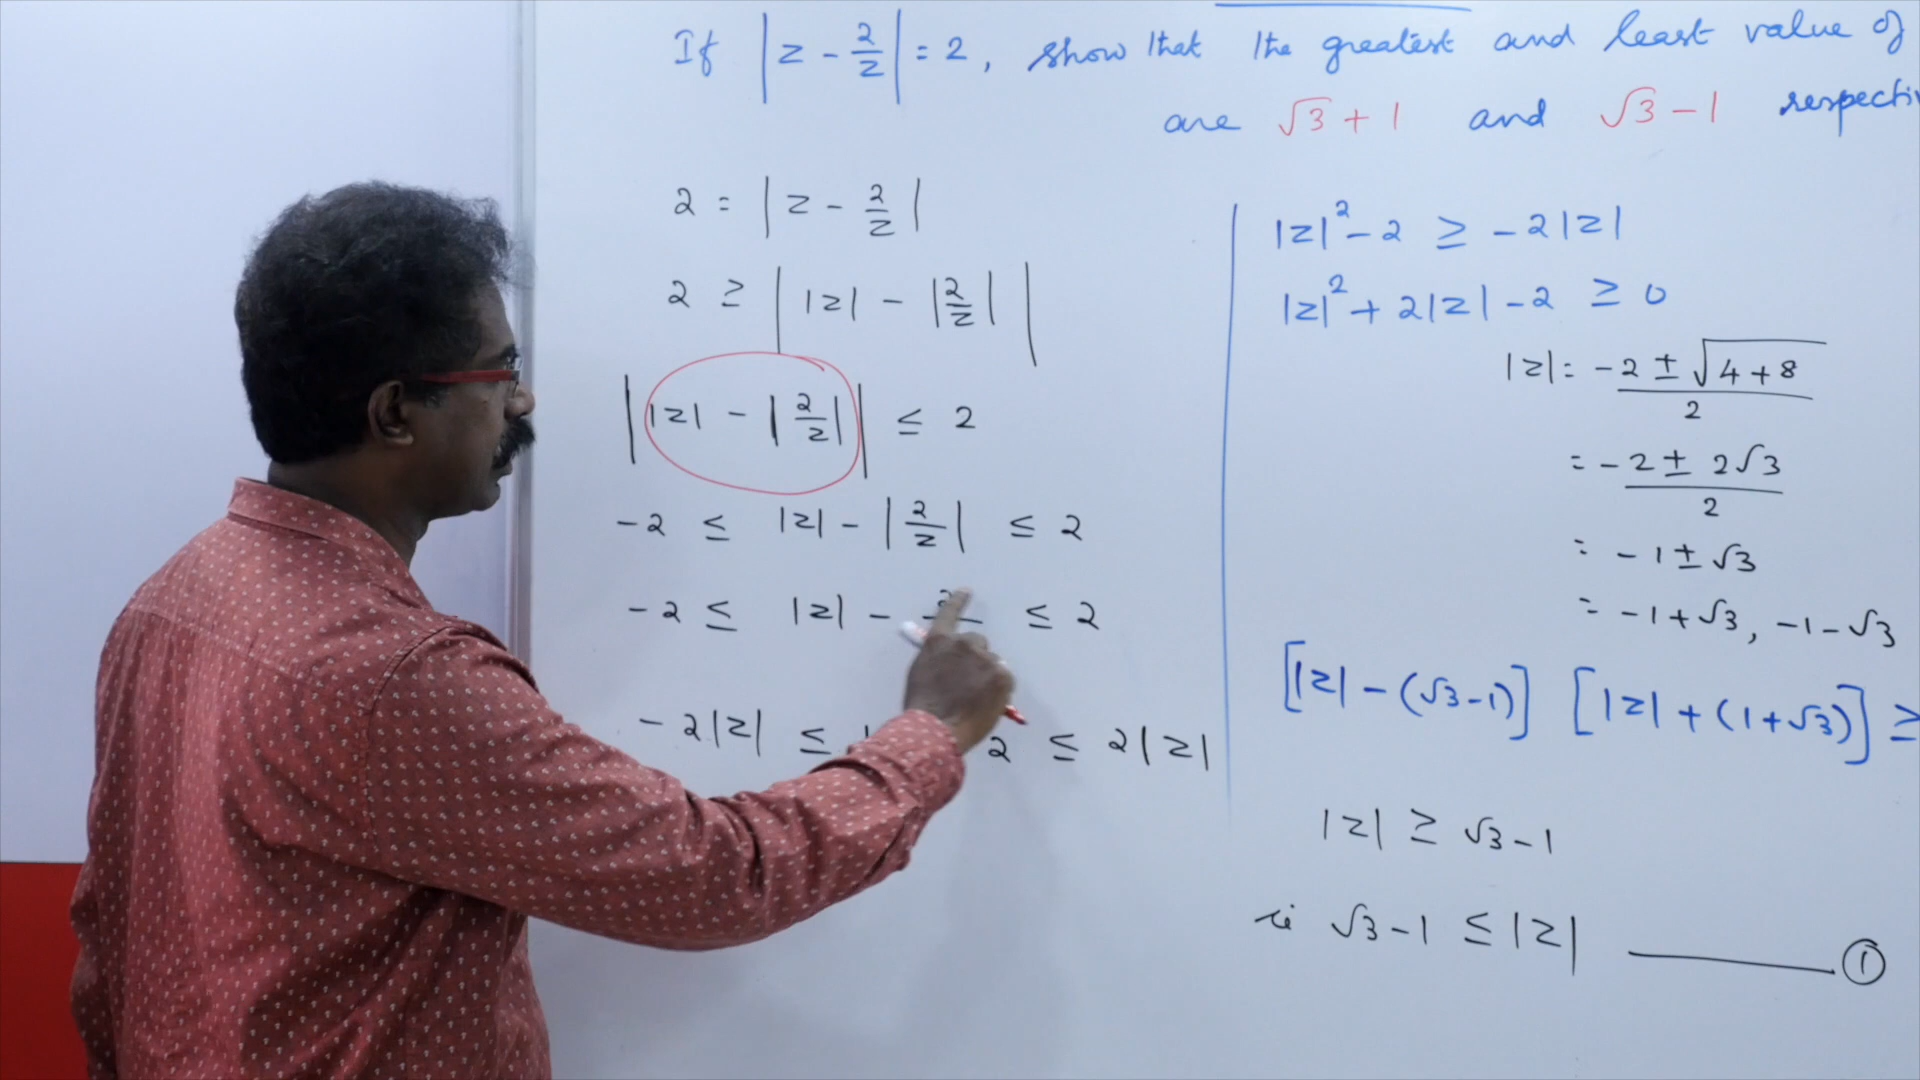 If |z - 2/z| = 2, show that the greatest and least value of
are √3 + 1 and √3 - 1
2 = |z - 2/z|
2 ≥ ||z| - |2/z||
||z| - |2/z|| ≤ 2
-2 ≤ |z| - |2/z| ≤ 2
-2 ≤ |z| - 2 ≤ 2
-2|z| ≤ 2 ≤ 2|z|
|z|² - 2 ≥ -2|z|
|z|² + 2|z| - 2 ≥ 0
|z| = (-2 ± √(4+8))/2
= (-2 ± 2√3)/2
= -1 ± √3
= -1 + √3, -1 - √3
[|z| - (√3-1)] [|z| + (1+√3)] ≥
|z| ≥ √3 - 1
ie √3 - 1 ≤ |z| ——— ①